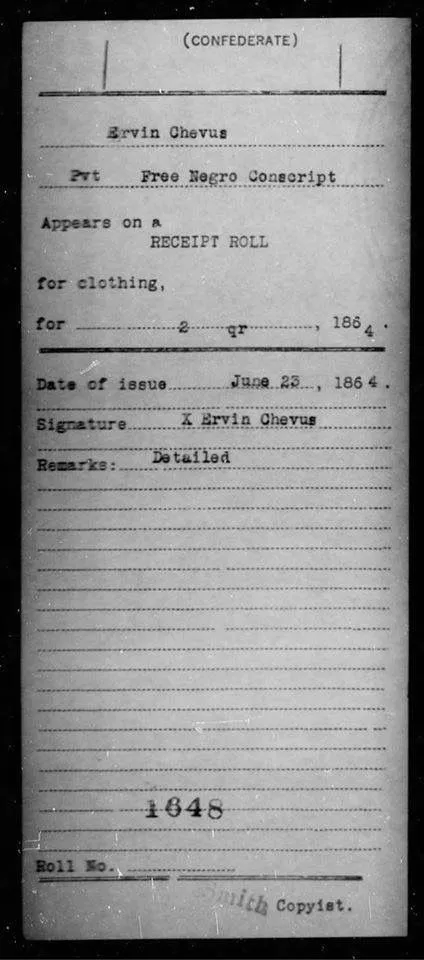 (CONFEDERATE)
Ervin Chevus
Pvt Free Negro Conscript
Appears on a
RECEIPT ROLL
for clothing,
for 2 qr , 1864.
Date of issue June 23, 1864.
Signature X Ervin Chevus
Remarks: Detailed
1648
Roll No.
Smith Copyist.